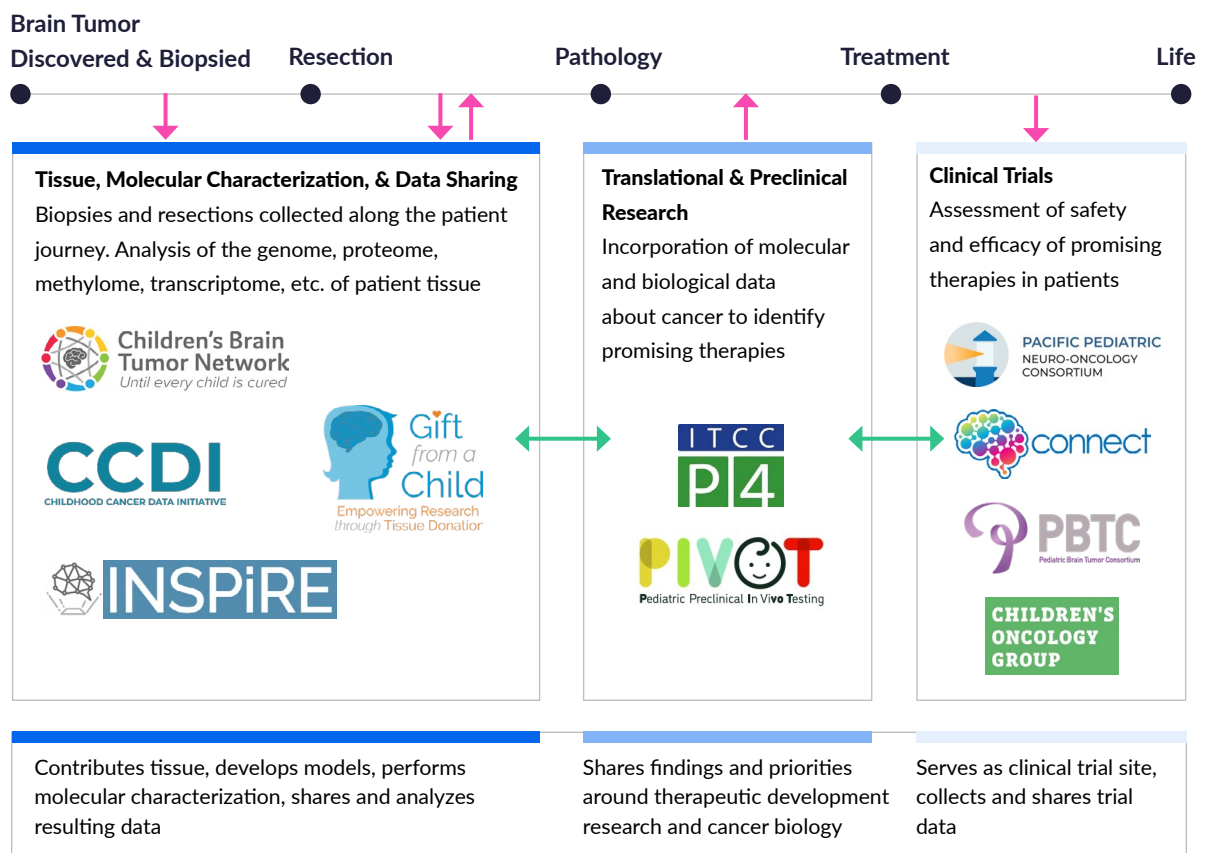 Brain Tumor
Discovered & Biopsied
Resection
Pathology
Treatment
Life
Tissue, Molecular Characterization, & Data Sharing
Biopsies and resections collected along the patient
journey. Analysis of the genome, proteome,
methylome, transcriptome, etc. of patient tissue
Children's Brain
Tumor Network
Until every child is cured
CCDI
CHILDHOOD CANCER DATA INITIATIVE
Gift
from a
Child
Empowering Research
through Tissue Donation
INSPiRE
Translational & Preclinical
Research
Incorporation of molecular
and biological data
about cancer to identify
promising therapies
ITCC
P4
PIVOT
Pediatric Preclinical In Vivo Testing
Clinical Trials
Assessment of safety
and efficacy of promising
therapies in patients
PACIFIC PEDIATRIC
NEURO-ONCOLOGY
CONSORTIUM
connect
PBTC
Pediatric Brain Tumor Consortium
CHILDREN'S
ONCOLOGY
GROUP
Contributes tissue, develops models, performs
molecular characterization, shares and analyzes
resulting data
Shares findings and priorities
around therapeutic development
research and cancer biology
Serves as clinical trial site,
collects and shares trial
data